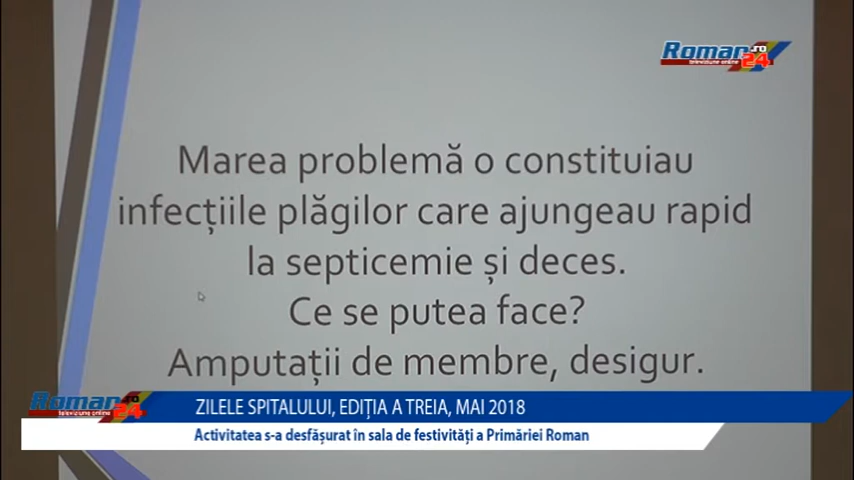 Roman.ro
televiziune online 24
Marea problemă o constituiau
infecțiile plăgilor care ajungeau rapid
la septicemie și deces.
Ce se putea face?
Amputații de membre, desigur.
Roman.ro
televiziune online 24
ZILELE SPITALULUI, EDIȚIA A TREIA, MAI 2018
Activitatea s-a desfășurat în sala de festivități a Primăriei Roman